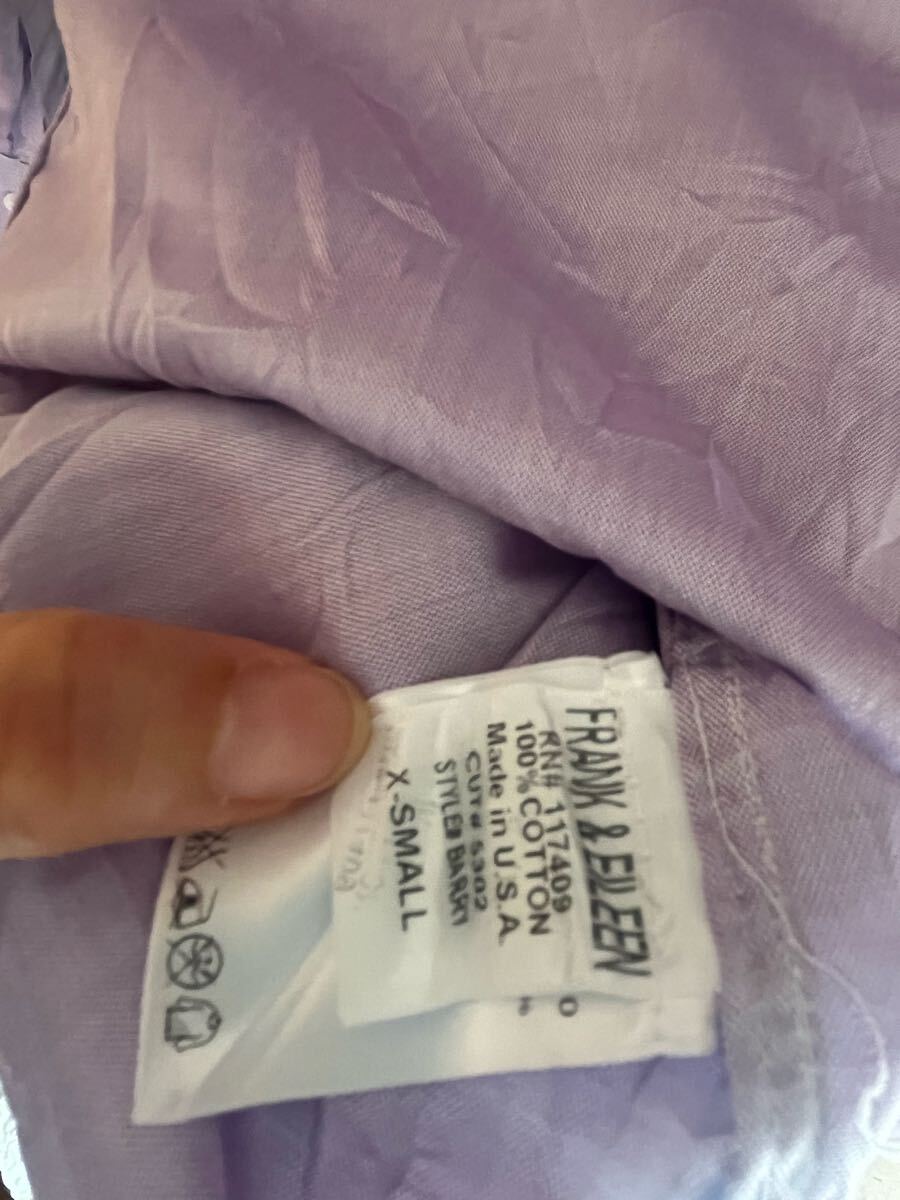 FRANK & EILEEN
RN# 117409
100% COTTON
Made in U.S.A.
CUT# 5302
STYLE# BARRY
X-SMALL